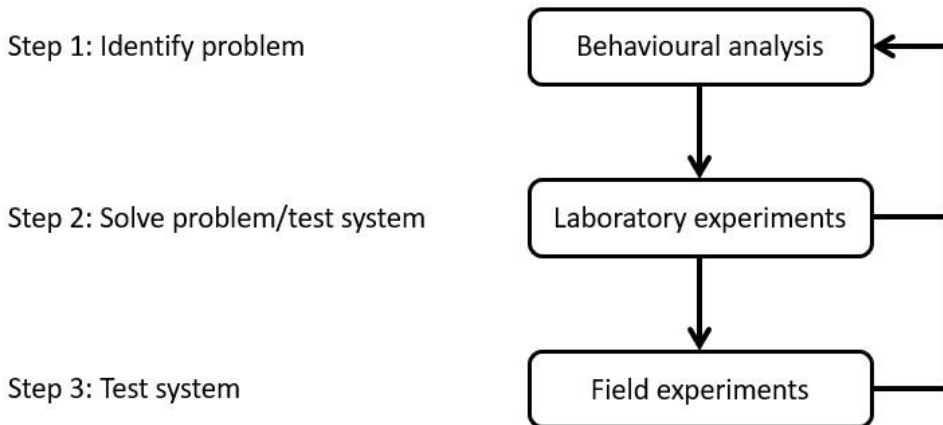 Step 1: Identify problem
Behavioural analysis
Step 2: Solve problem/test system
Laboratory experiments
Step 3: Test system
Field experiments